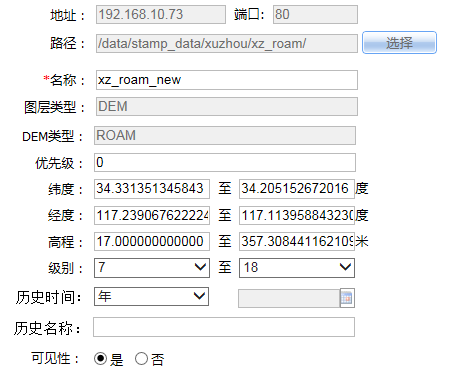 地址： 192.168.10.73 端口: 80
路径： /data/stamp_data/xuzhou/xz_roam/ 选择
*名称： xz_roam_new
图层类型： DEM
DEM类型： ROAM
优先级： 0
纬度： 34.331351345843 至 34.205152672016 度
经度： 117.239067622224 至 117.113958843230 度
高程： 17.000000000000 至 357.308441162109 米
级别： 7 至 18
历史时间： 年
历史名称：
可见性： 是 否